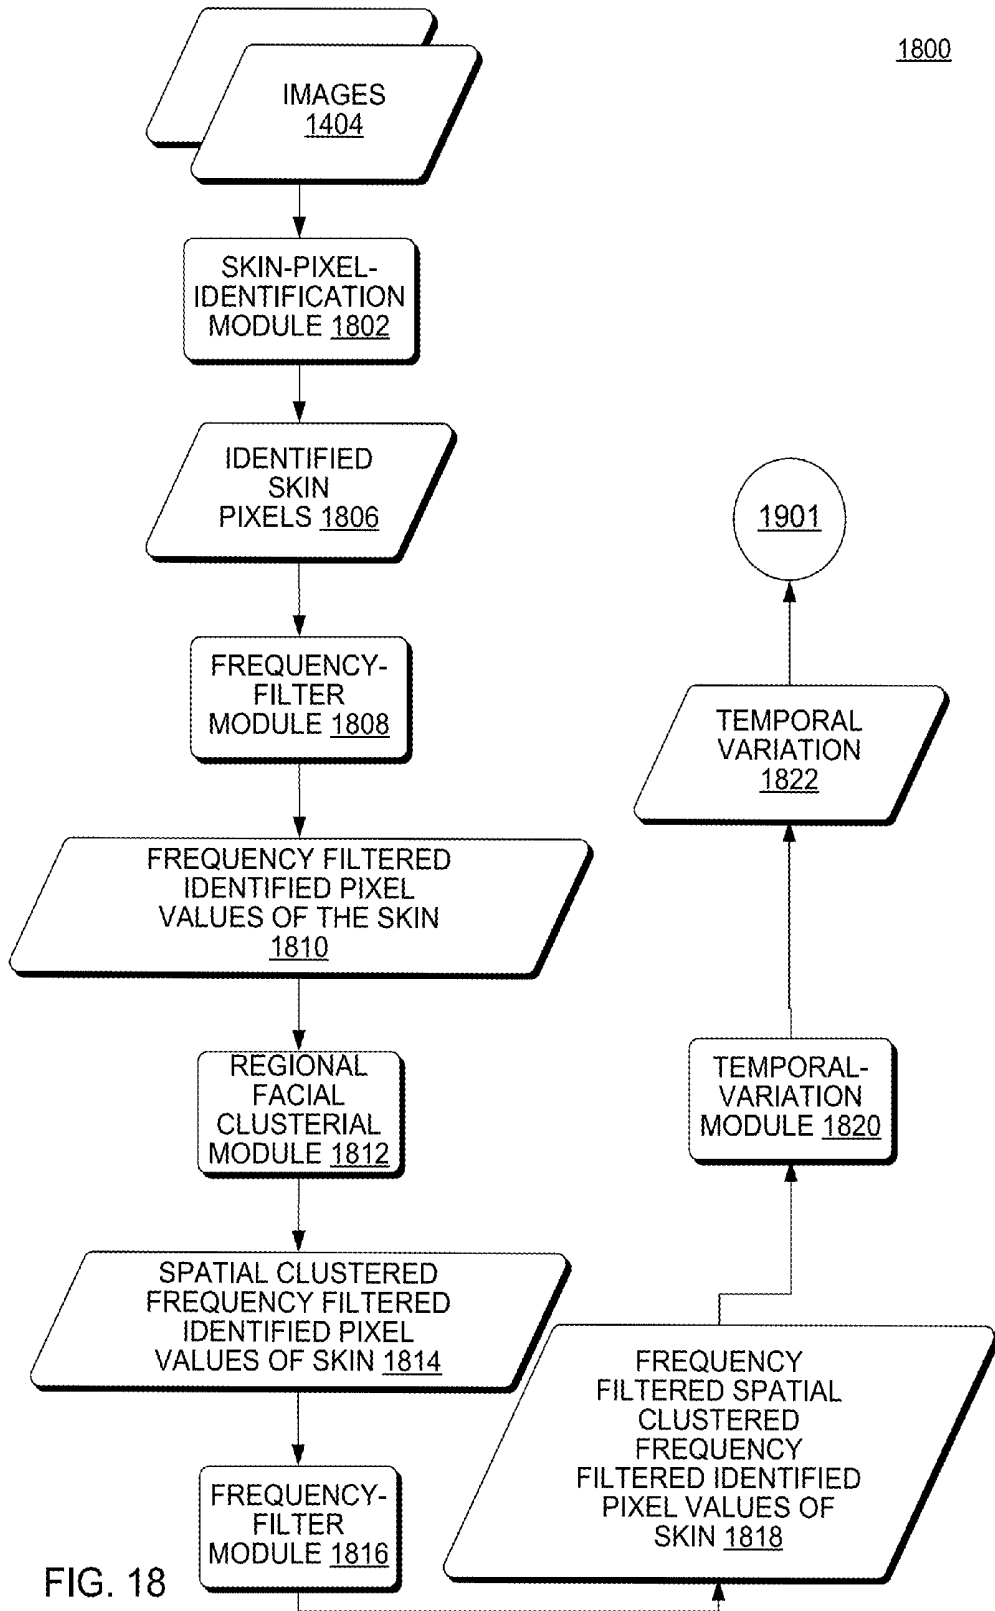 1800
IMAGES
1404
SKIN-PIXEL-
IDENTIFICATION
MODULE 1802
IDENTIFIED
SKIN
PIXELS 1806
FREQUENCY-
FILTER
MODULE 1808
FREQUENCY FILTERED
IDENTIFIED PIXEL
VALUES OF THE SKIN
1810
REGIONAL
FACIAL
CLUSTERIAL
MODULE 1812
SPATIAL CLUSTERED
FREQUENCY FILTERED
IDENTIFIED PIXEL
VALUES OF SKIN 1814
FREQUENCY-
FILTER
MODULE 1816
FREQUENCY
FILTERED SPATIAL
CLUSTERED
FREQUENCY
FILTERED IDENTIFIED
PIXEL VALUES OF
SKIN 1818
TEMPORAL-
VARIATION
MODULE 1820
TEMPORAL
VARIATION
1822
1901
FIG. 18